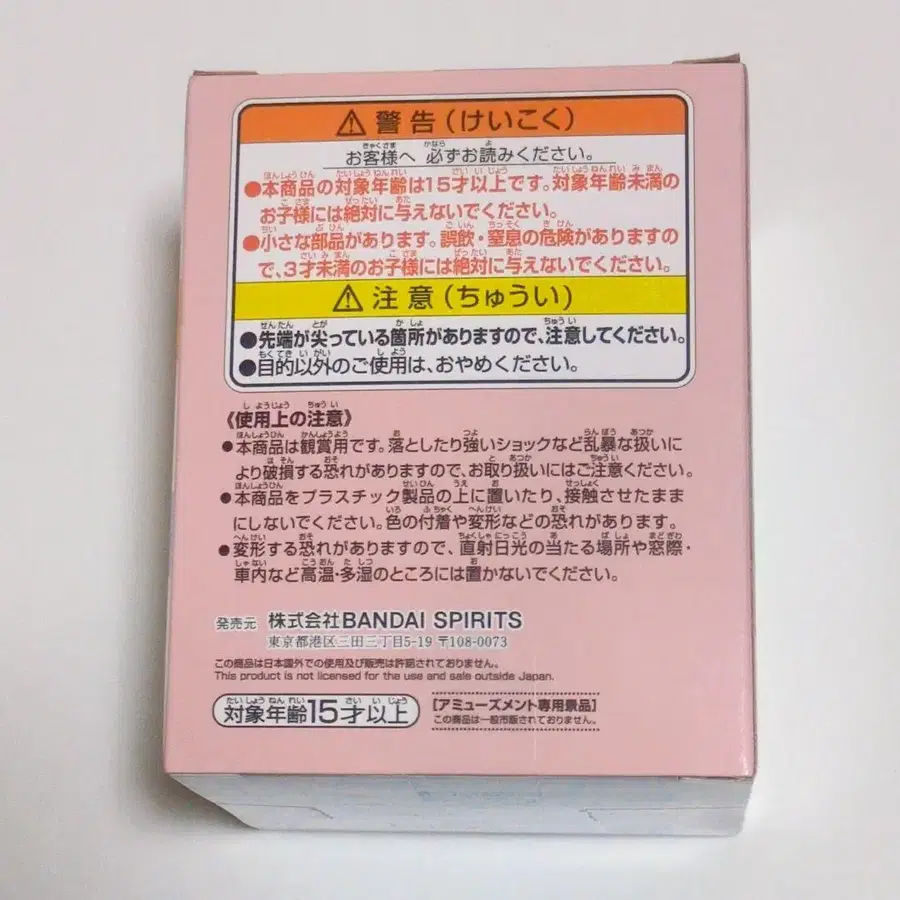 ⚠警告(けいこく)
お客様へ 必ずお読みください。
●本商品の対象年齢は15才以上です。対象年齢未満の
お子様には絶対に与えないでください。
●小さな部品があります。誤飲・窒息の危険がありますの
で、3才未満のお子様には絶対に与えないでください。
⚠注意(ちゅうい)
●先端が尖っている箇所がありますので、注意してください。
●目的以外のご使用は、おやめください。
《使用上の注意》
●本商品は観賞用です。落としたり強いショックなど乱暴な扱いに
より破損する恐れがありますので、お取り扱いにはご注意ください。
●本商品をプラスチック製品の上に置いたり、接触させたまま
にしないでください。色の付着や変形などの恐れがあります。
●変形する恐れがありますので、直射日光の当たる場所や窓際・
車内など高温・多湿のところには置かないでください。
発売元 株式会社BANDAI SPIRITS
東京都港区三田三丁目5-19 〒108-0073
この商品は日本国外での使用及び販売は許諾されておりません。
This product is not licensed for the use and sale outside Japan.
対象年齢15才以上
[アミューズメント専用景品]
この商品は一般市販されておりません。